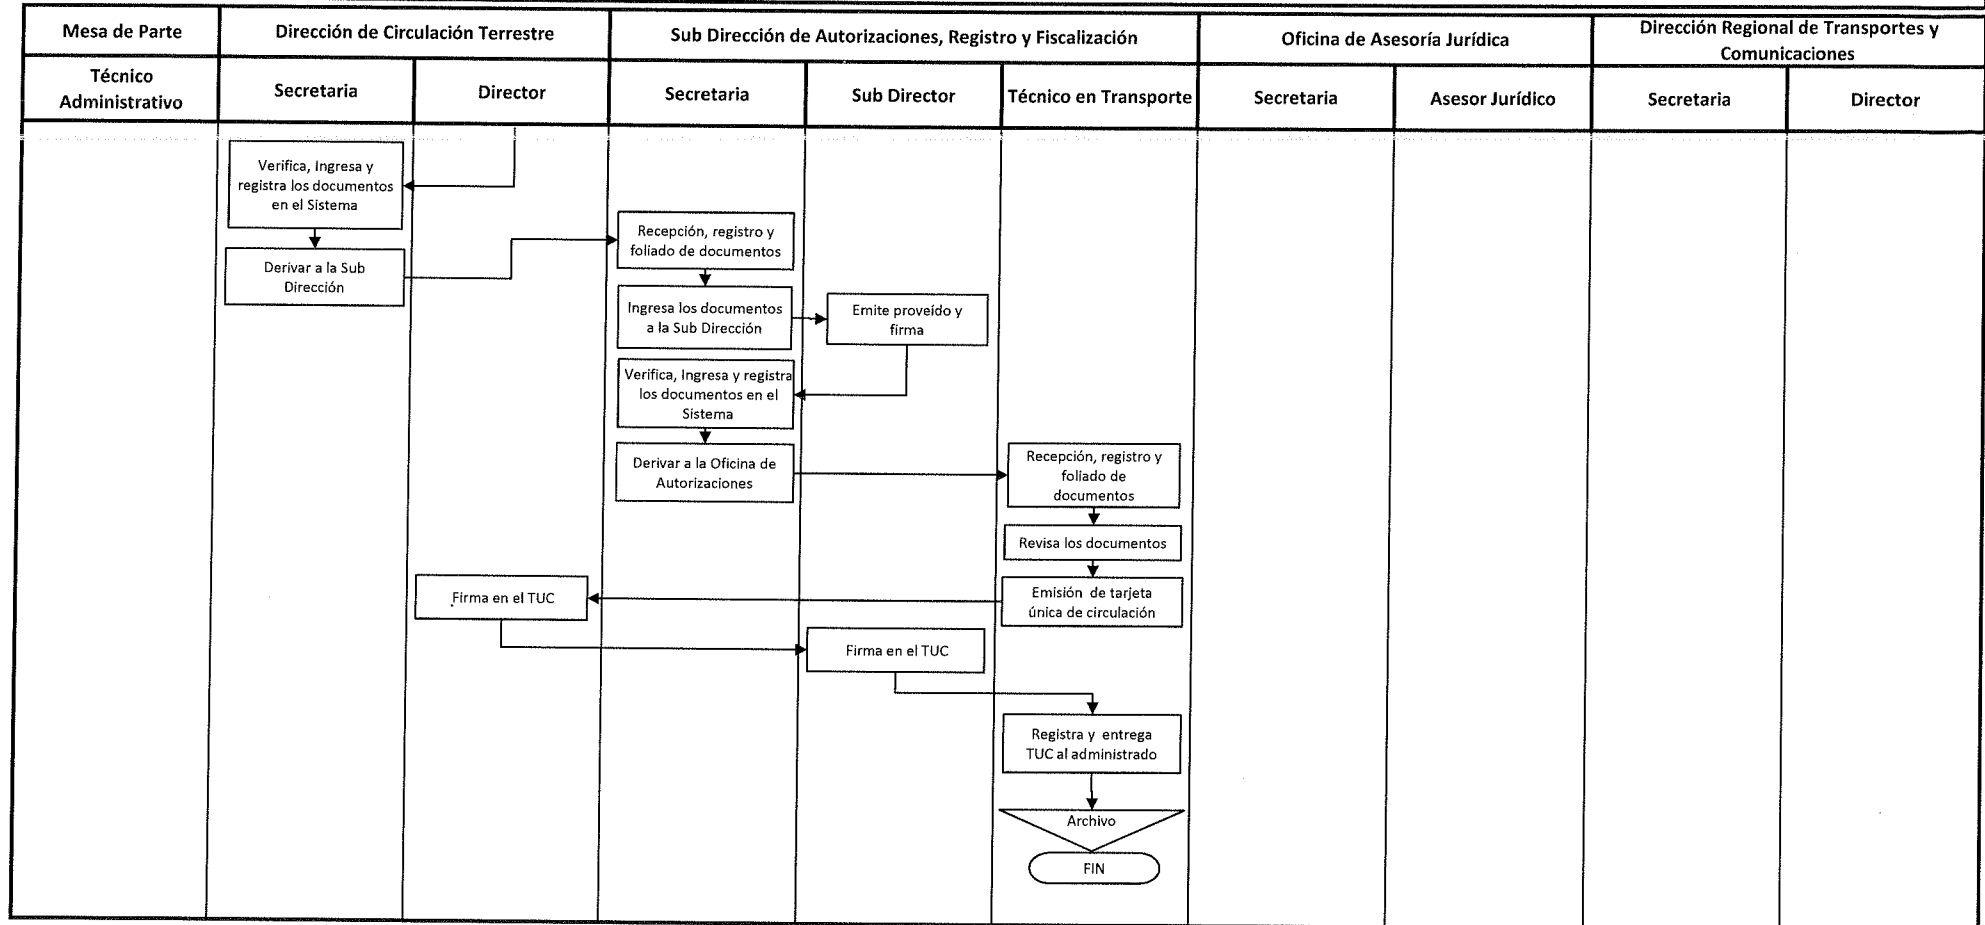 Mesa de Parte
Dirección de Circulación Terrestre
Sub Dirección de Autorizaciones, Registro y Fiscalización
Oficina de Asesoría Jurídica
Dirección Regional de Transportes y
Comunicaciones
Técnico
Administrativo
Secretaria
Director
Secretaria
Sub Director
Técnico en Transporte
Secretaria
Asesor Jurídico
Secretaria
Director
Verifica, Ingresa y
registra los documentos
en el Sistema
Derivar a la Sub
Dirección
Recepción, registro y
foliado de documentos
Ingresa los documentos
a la Sub Dirección
Emite proveído y
firma
Verifica, Ingresa y registra
los documentos en el
Sistema
Derivar a la Oficina de
Autorizaciones
Recepción, registro y
foliado de
documentos
Revisa los documentos
Emisión de tarjeta
única de circulación
Firma en el TUC
Firma en el TUC
Registra y entrega
TUC al administrado
Archivo
FIN